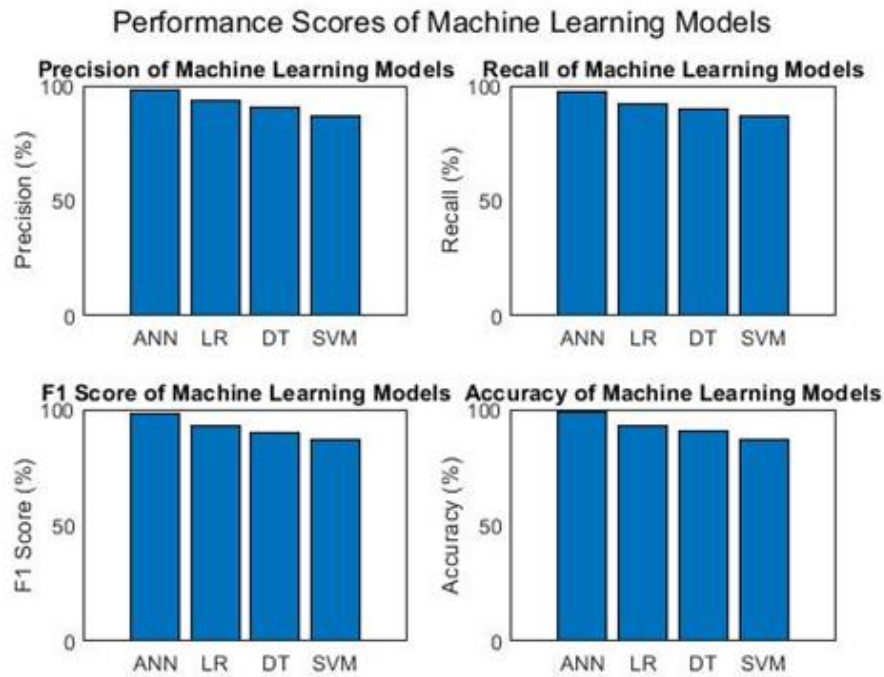 Performance Scores of Machine Learning Models
Precision of Machine Learning Models
100
50
0
Precision (%)
ANN LR DT SVM
Recall of Machine Learning Models
100
50
0
Recall (%)
ANN LR DT SVM
F1 Score of Machine Learning Models
100
50
0
F1 Score (%)
ANN LR DT SVM
Accuracy of Machine Learning Models
100
50
0
Accuracy (%)
ANN LR DT SVM